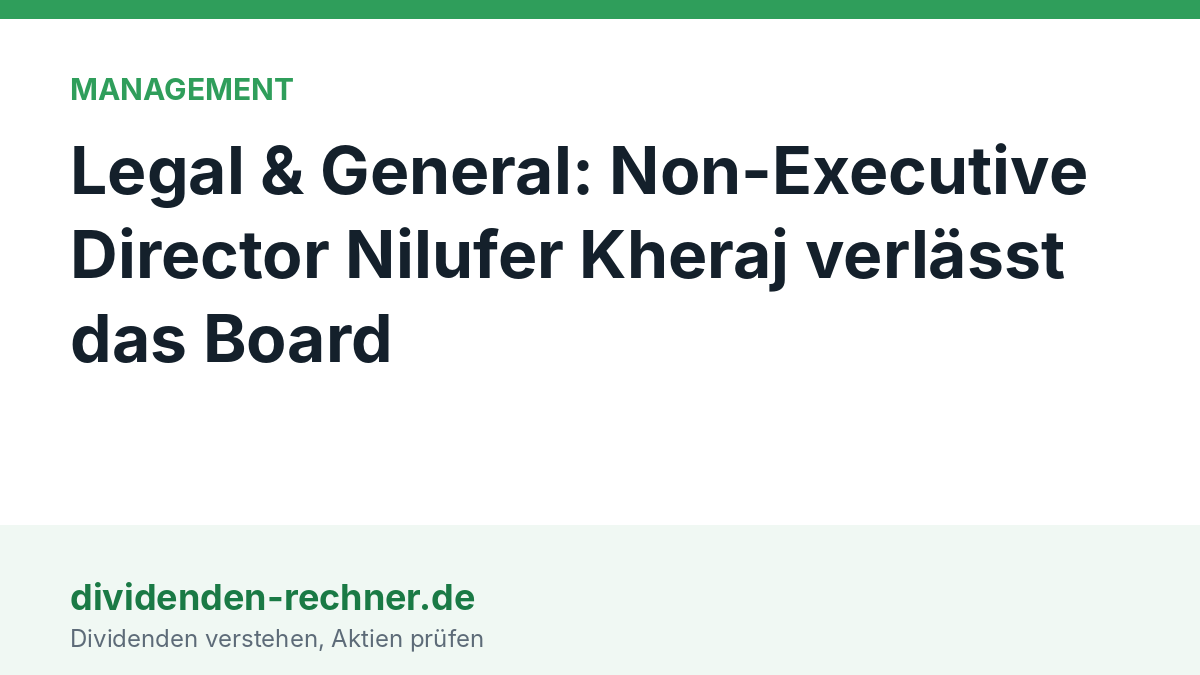 MANAGEMENT
Legal & General: Non-Executive
Director Nilufer Kheraj verlässt
das Board
dividenden-rechner.de
Dividenden verstehen, Aktien prüfen